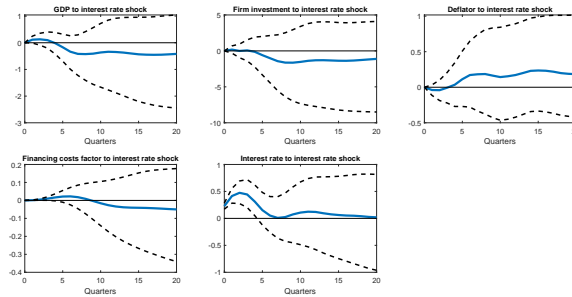 GDP to interest rate shock
1
0
-1
-2
-3
0 5 10 15 20
Quarters
Firm investment to interest rate shock
5
0
-5
-10
0 5 10 15 20
Quarters
Deflator to interest rate shock
1
0.5
0
-0.5
0 5 10 15
Quarters
Financing costs factor to interest rate shock
0.2
0.1
0
-0.1
-0.2
-0.3
-0.4
0 5 10 15 20
Quarters
Interest rate to interest rate shock
1
0.5
0
-0.5
-1
0 5 10 15 20
Quarters